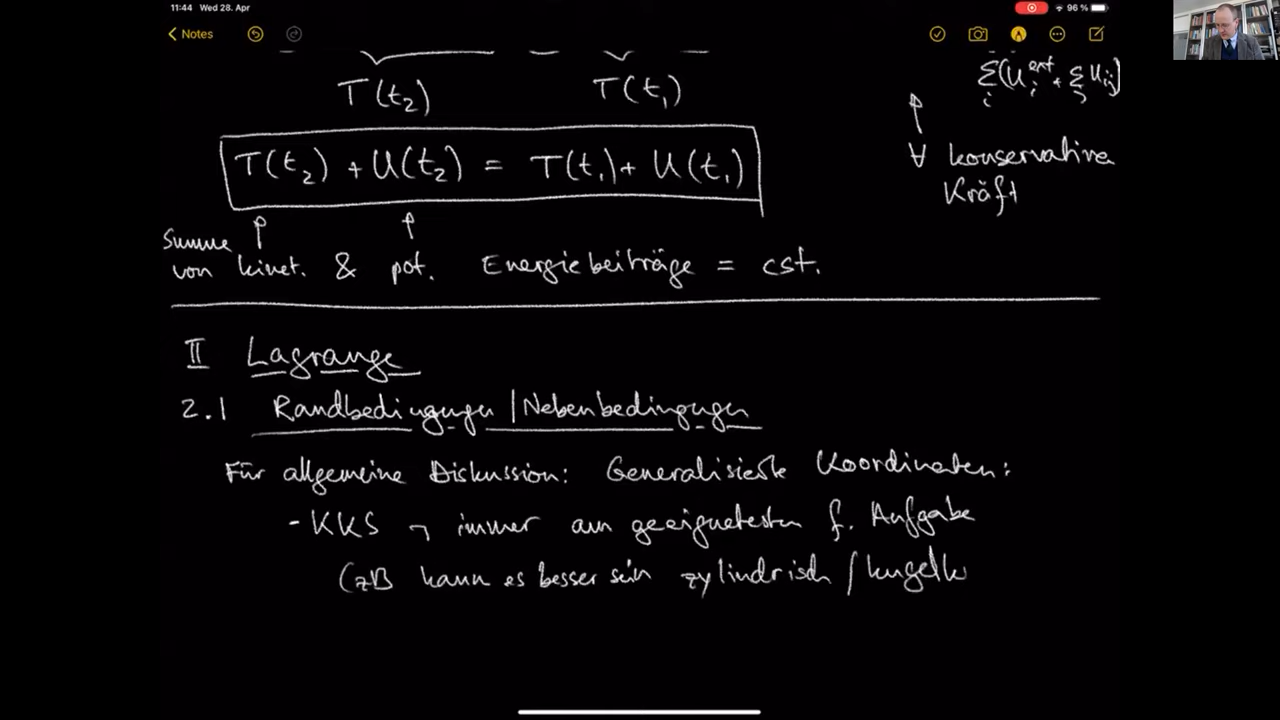 11:44 Wed 28. Apr
96 %
Notes
T(t₂) T(t₁)
Σᵢ(Uᵢᵉˣᵗ + Σⱼ Uᵢⱼ)
T(t₂) + U(t₂) = T(t₁) + U(t₁)
∀ konservative
Kräft
Summe
von kinet. & pot. Energiebeiträge = cst.
II Lagrange
2.1 Randbedingungen / Nebenbedingungen
Für allgemeine Diskussion: Generalisierte Koordinaten:
- KKS ¬ immer am geeignetesten f. Aufgabe
(zB kann es besser sein zylindrisch / kugelk